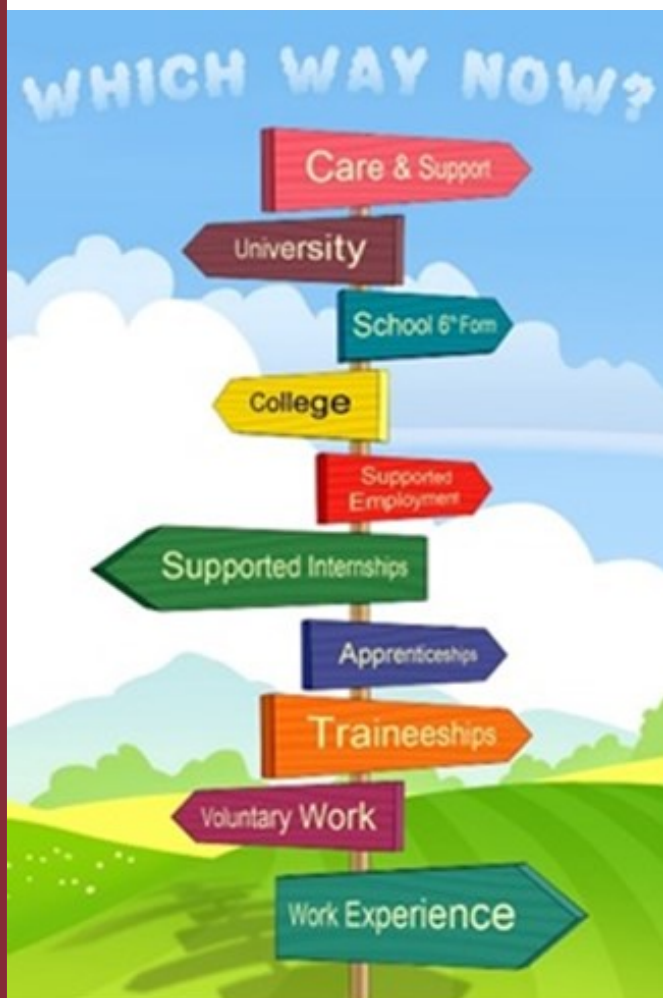 WHICH WAY NOW?
Care & Support
University
School 6th Form
College
Supported
Employment
Supported Internships
Apprenticeships
Traineeships
Voluntary Work
Work Experience